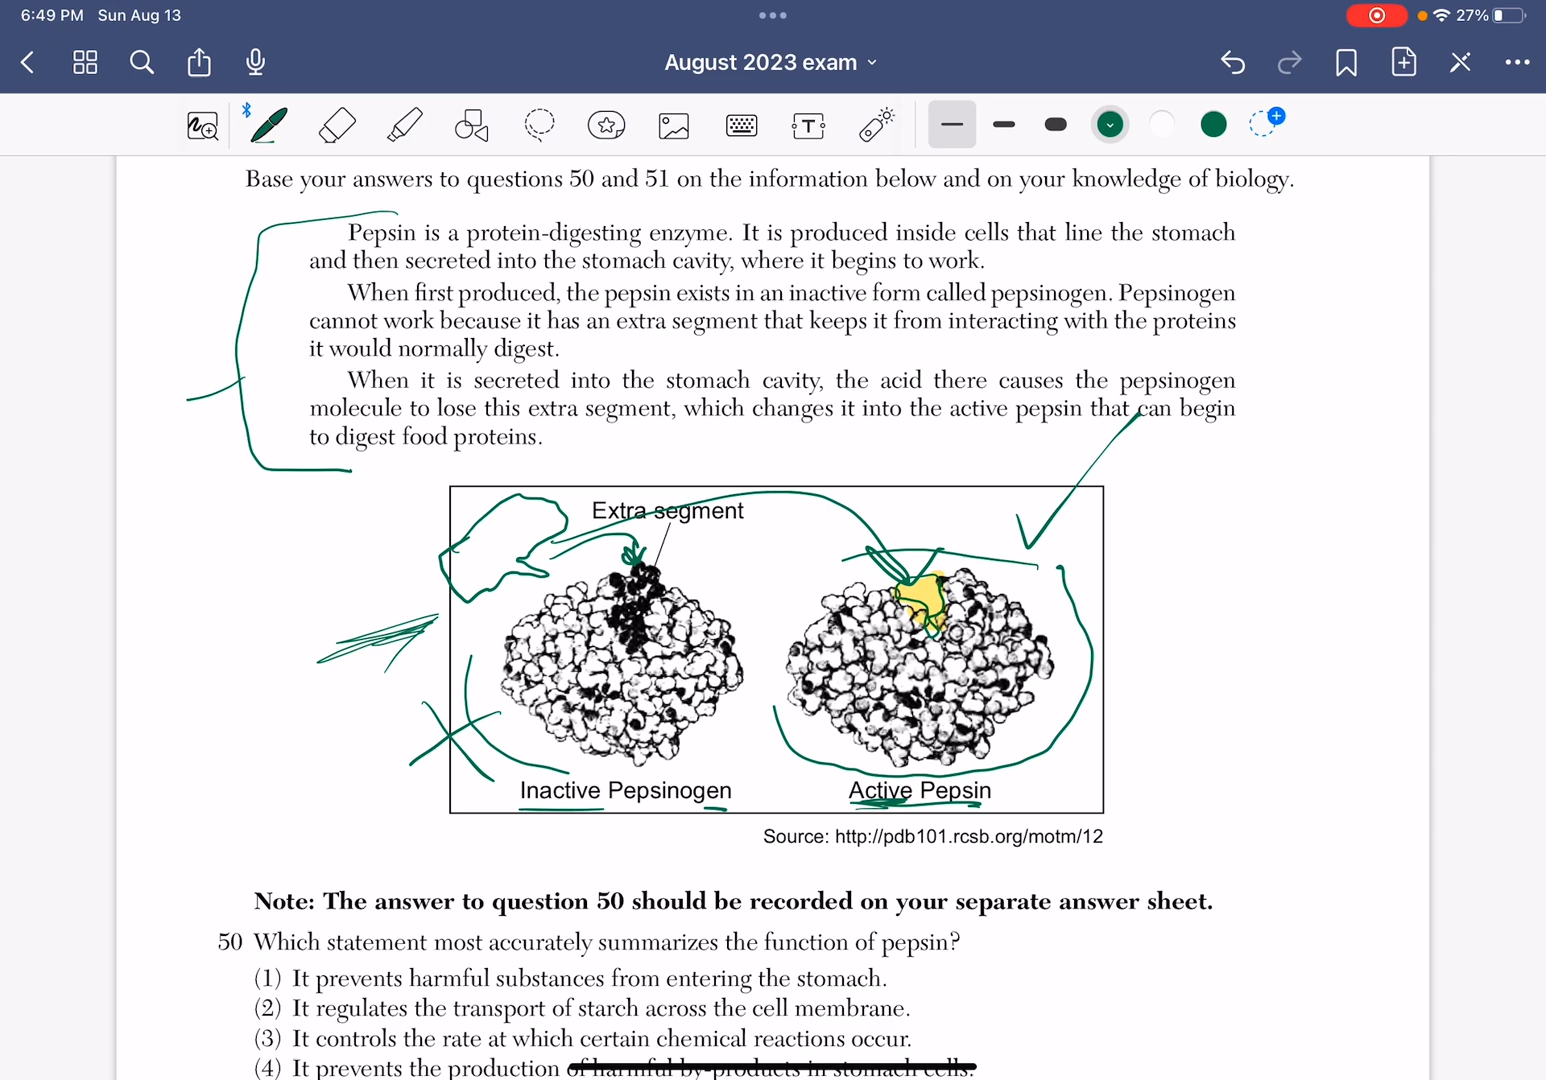 6:49 PM Sun Aug 13
27%
August 2023 exam
Base your answers to questions 50 and 51 on the information below and on your knowledge of biology.
Pepsin is a protein-digesting enzyme. It is produced inside cells that line the stomach
and then secreted into the stomach cavity, where it begins to work.
When first produced, the pepsin exists in an inactive form called pepsinogen. Pepsinogen
cannot work because it has an extra segment that keeps it from interacting with the proteins
it would normally digest.
When it is secreted into the stomach cavity, the acid there causes the pepsinogen
molecule to lose this extra segment, which changes it into the active pepsin that can begin
to digest food proteins.
Extra segment
Inactive Pepsinogen
Active Pepsin
Source: http://pdb101.rcsb.org/motm/12
Note: The answer to question 50 should be recorded on your separate answer sheet.
50 Which statement most accurately summarizes the function of pepsin?
(1) It prevents harmful substances from entering the stomach.
(2) It regulates the transport of starch across the cell membrane.
(3) It controls the rate at which certain chemical reactions occur.
(4) It prevents the production of harmful by-products in stomach cells.